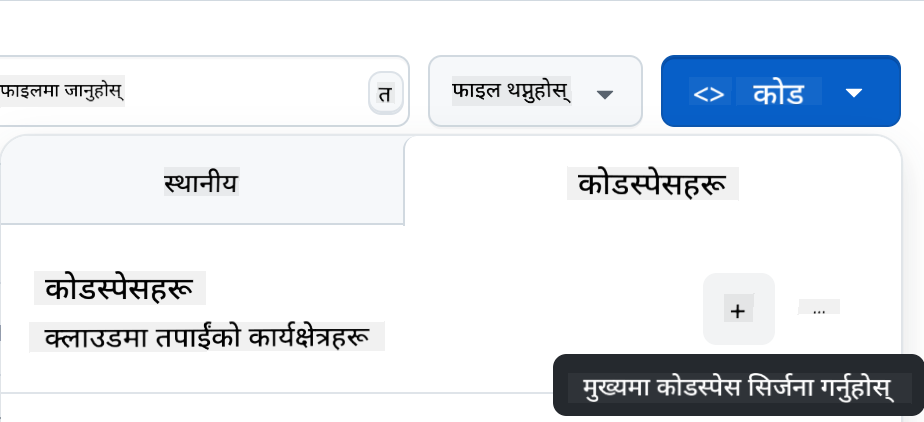 फाइलमा जानुहोस्
त
फाइल थप्नुहोस्
<> कोड
स्थानीय
कोडस्पेसहरू
कोडस्पेसहरू
क्लाउडमा तपाईंको कार्यक्षेत्रहरू
+
...
मुख्यमा कोडस्पेस सिर्जना गर्नुहोस्